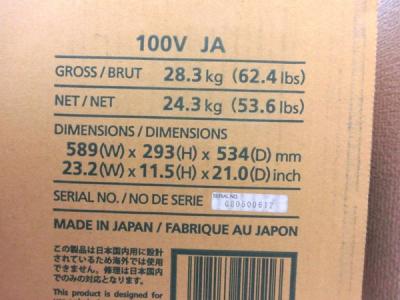 100V JA
GROSS / BRUT 28.3 kg (62.4 lbs)
NET / NET 24.3 kg (53.6 lbs)
DIMENSIONS / DIMENSIONS
589(W) x 293(H) x 534(D) mm
23.2(W) x 11.5(H) x 21.0(D) inch
SERIAL NO. / NO DE SERIE SERIAL NO.
MADE IN JAPAN / FABRIQUE AU JAPON
この製品は日本国内用に設計
されているため海外では使用
できません。修理は日本国内
でのみの対応となります。
This product is designed for